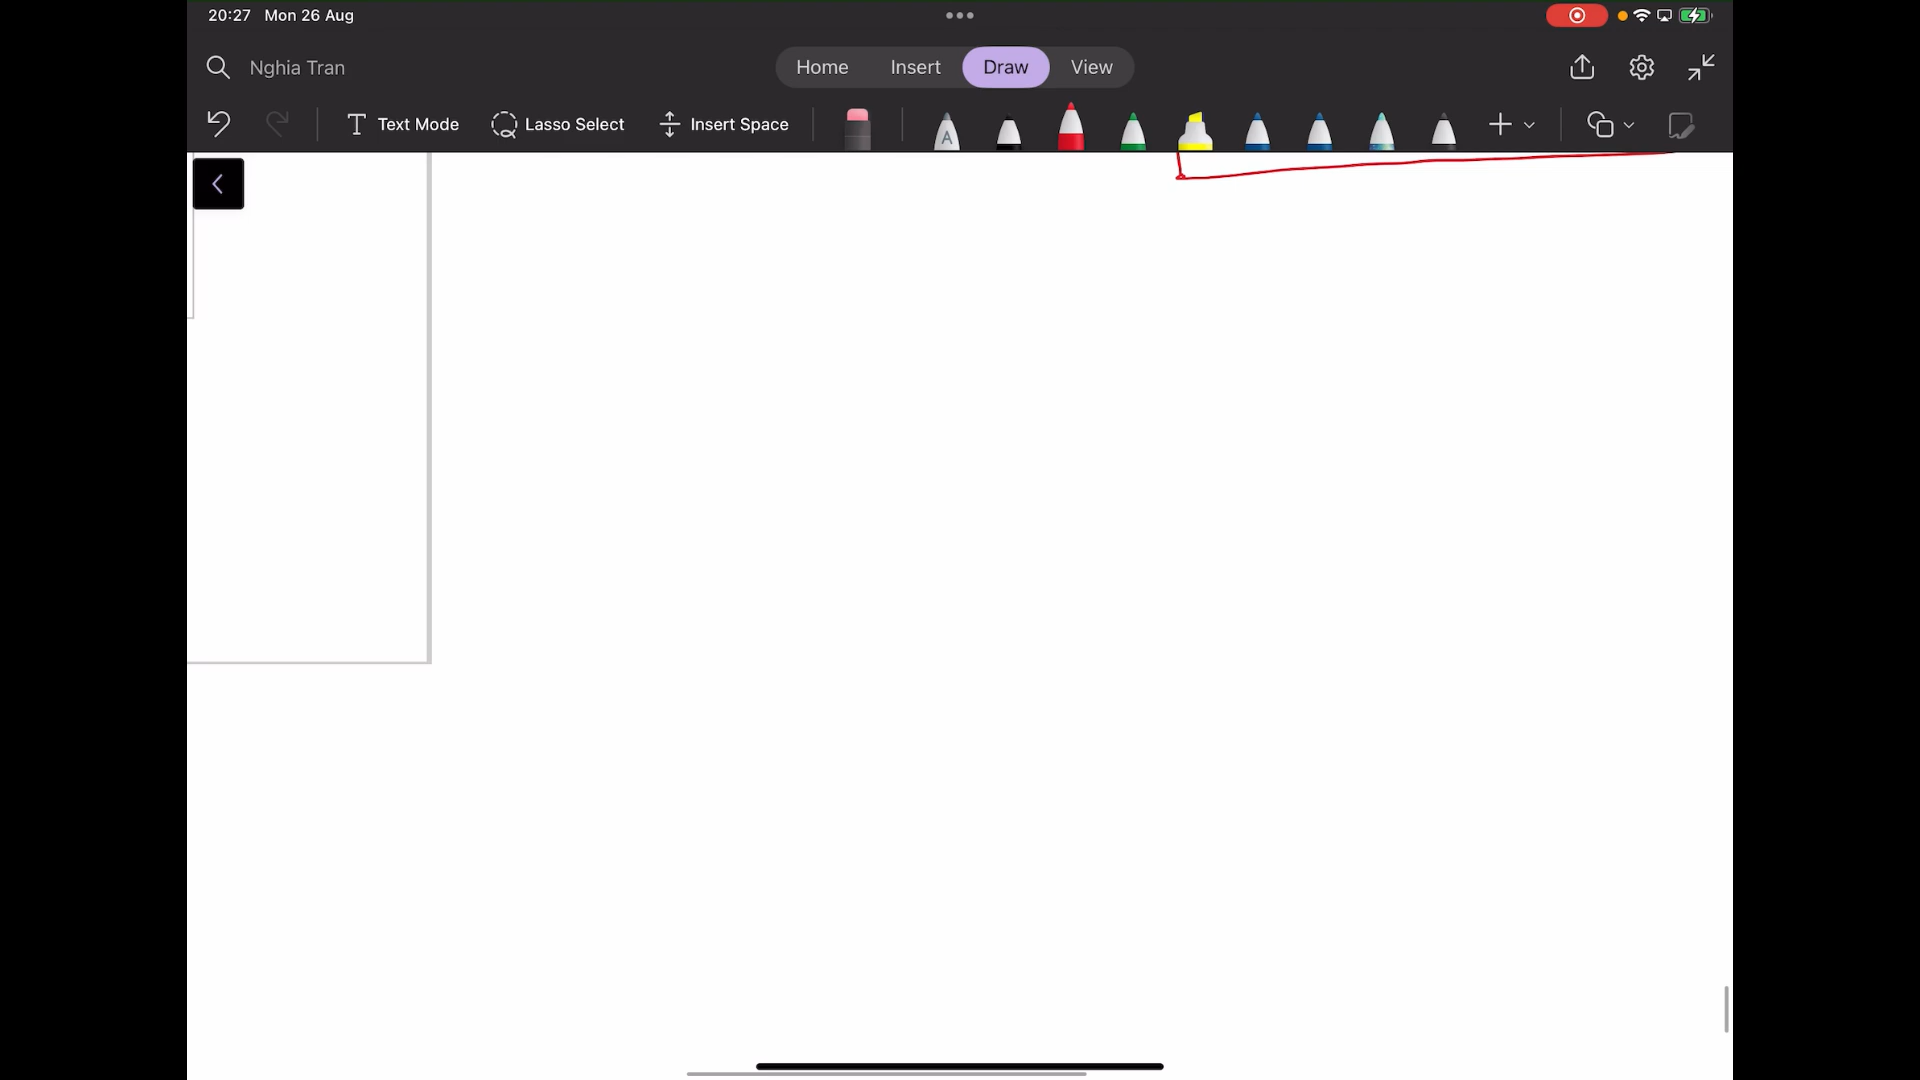 20:27 Mon 26 Aug
Nghia Tran
Home Insert Draw View
Text Mode Lasso Select Insert Space A